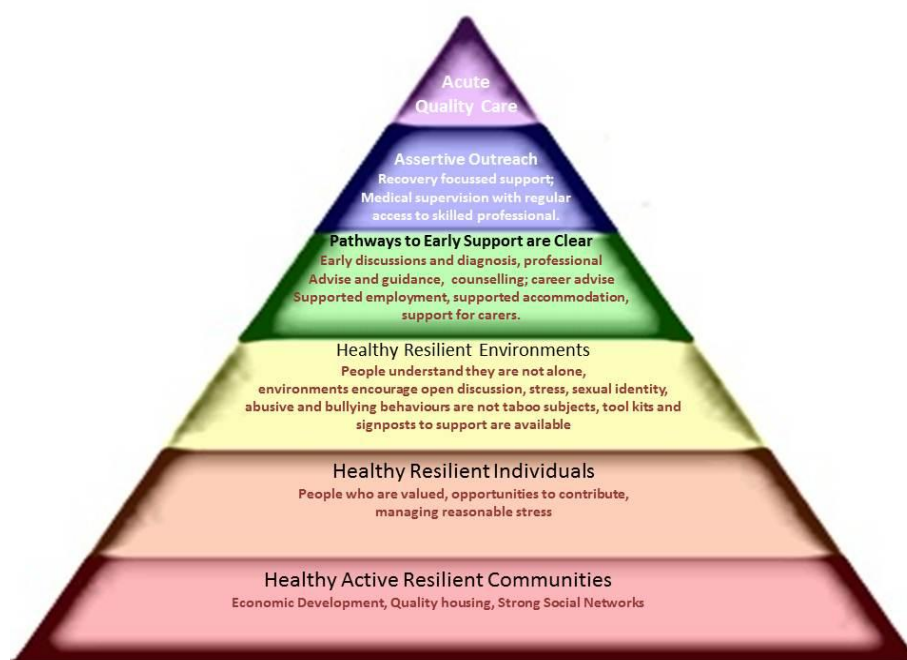 Acute
Quality Care
Assertive Outreach
Recovery focussed support;
Medical supervision with regular
access to skilled professional.
Pathways to Early Support are Clear
Early discussions and diagnosis, professional
Advise and guidance, counselling; career advise
Supported employment, supported accommodation,
support for carers.
Healthy Resilient Environments
People understand they are not alone,
environments encourage open discussion, stress, sexual identity,
abusive and bullying behaviours are not taboo subjects, tool kits and
signposts to support are available
Healthy Resilient Individuals
People who are valued, opportunities to contribute,
managing reasonable stress
Healthy Active Resilient Communities
Economic Development, Quality housing, Strong Social Networks